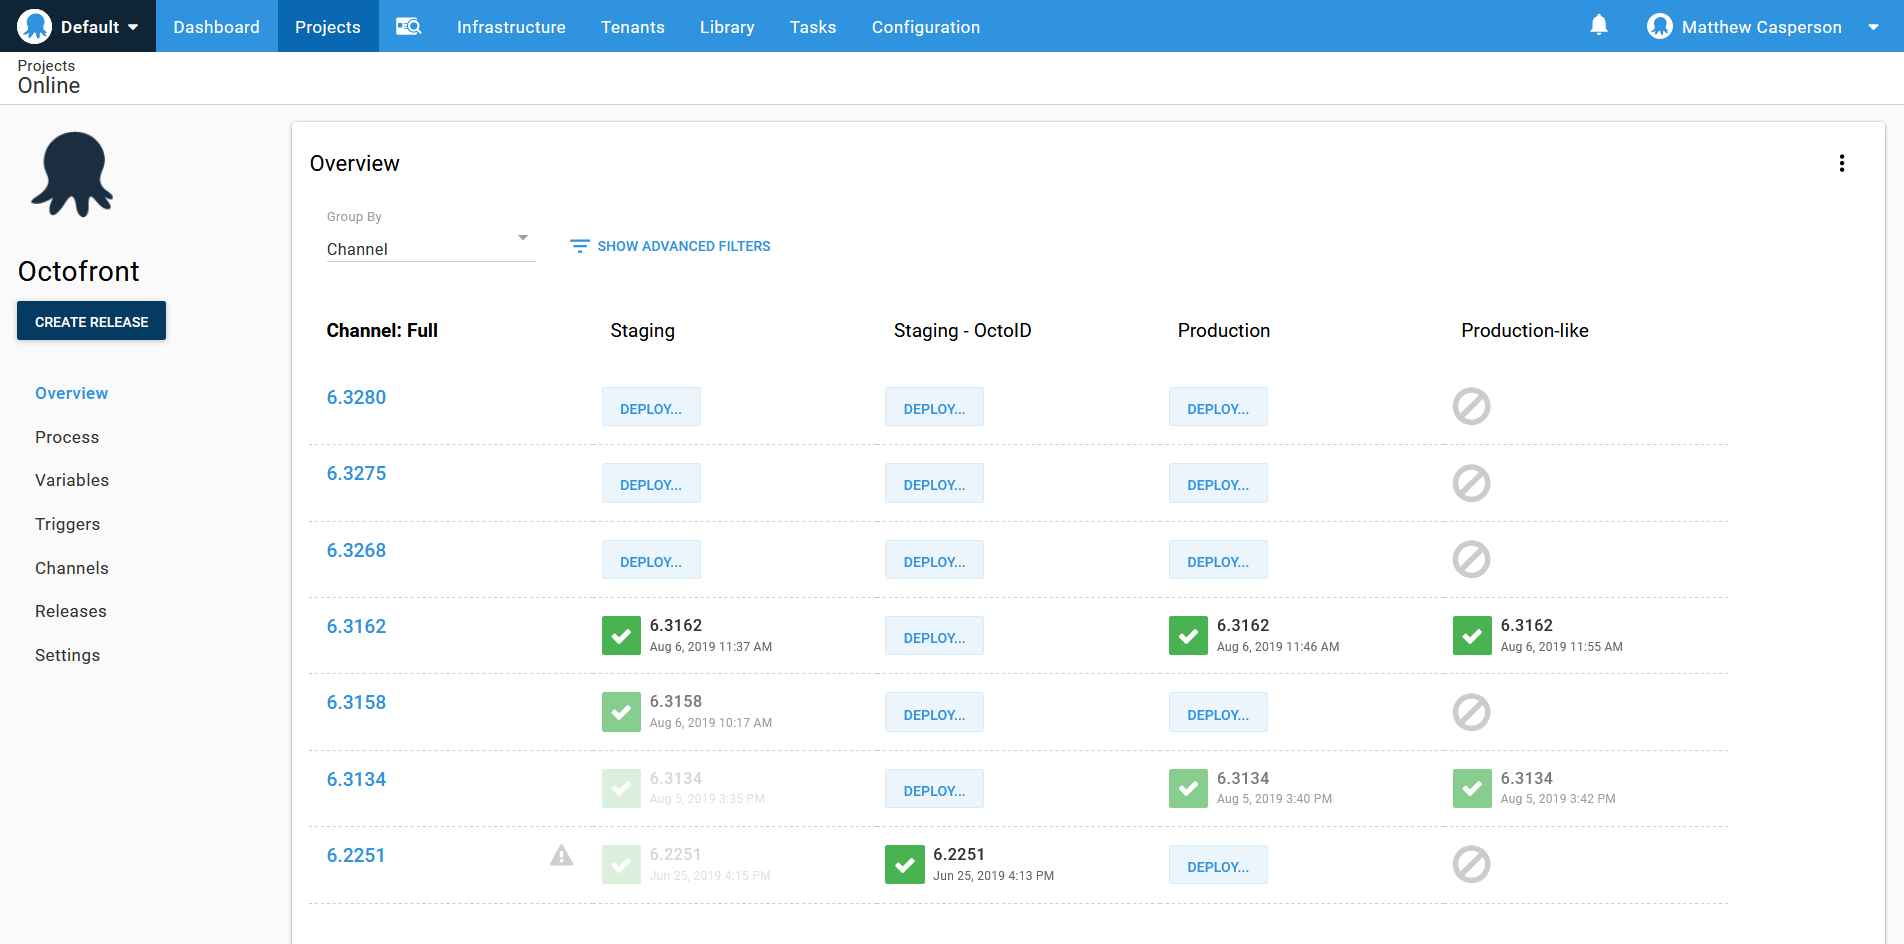 Default Dashboard Projects Infrastructure Tenants Library Tasks Configuration Matthew Casperson
Projects
Online
Octofront
CREATE RELEASE
Overview
Process
Variables
Triggers
Channels
Releases
Settings
Overview
Group By
Channel
SHOW ADVANCED FILTERS
Channel: Full Staging Staging - OctoID Production Production-like
6.3280 DEPLOY... DEPLOY... DEPLOY...
6.3275 DEPLOY... DEPLOY... DEPLOY...
6.3268 DEPLOY... DEPLOY... DEPLOY...
6.3162 6.3162 DEPLOY... 6.3162 6.3162
Aug 6, 2019 11:37 AM Aug 6, 2019 11:46 AM Aug 6, 2019 11:55 AM
6.3158 6.3158 DEPLOY... DEPLOY...
Aug 6, 2019 10:17 AM
6.3134 6.3134 DEPLOY... 6.3134 6.3134
Aug 5, 2019 3:35 PM Aug 5, 2019 3:40 PM Aug 5, 2019 3:42 PM
6.2251 6.2251 6.2251 DEPLOY...
Jun 25, 2019 4:15 PM Jun 25, 2019 4:13 PM